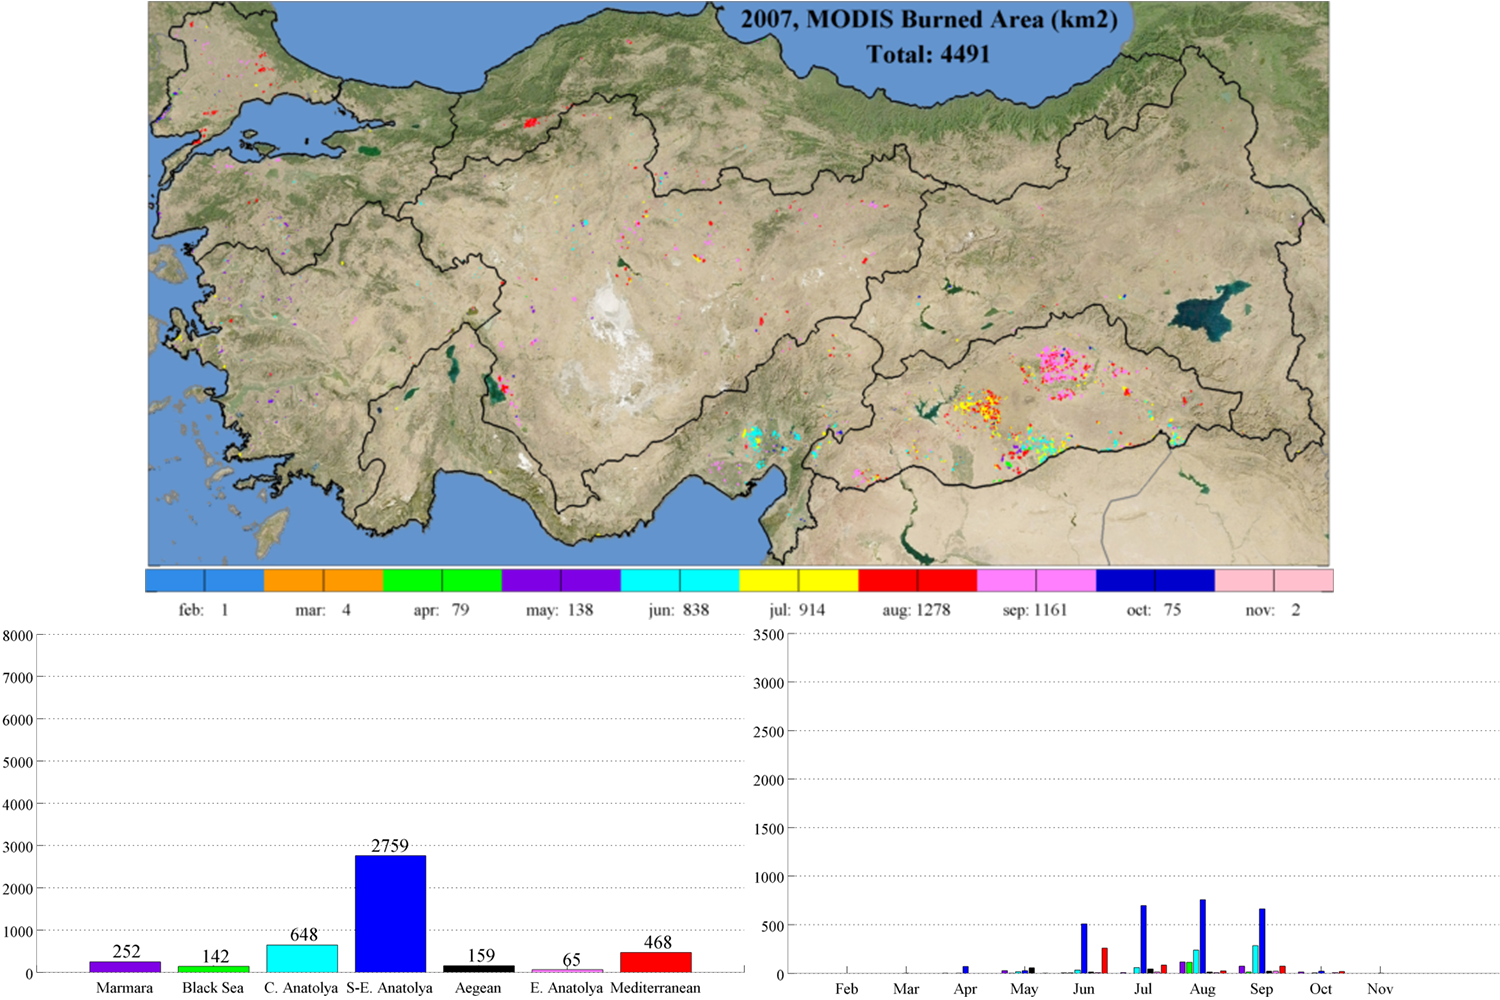 2007, MODIS Burned Area (km2)
Total: 4491
feb: 1 mar: 4 apr: 79 may: 138 jun: 838 jul: 914 aug: 1278 sep: 1161 oct: 75 nov: 2
8000
7000
6000
5000
4000
3000
2000
1000
0
252 142 648 2759 159 65 468
Marmara Black Sea C. Anatolya S-E. Anatolya Aegean E. Anatolya Mediterranean
3500
3000
2500
2000
1500
1000
500
0
Feb Mar Apr May Jun Jul Aug Sep Oct Nov